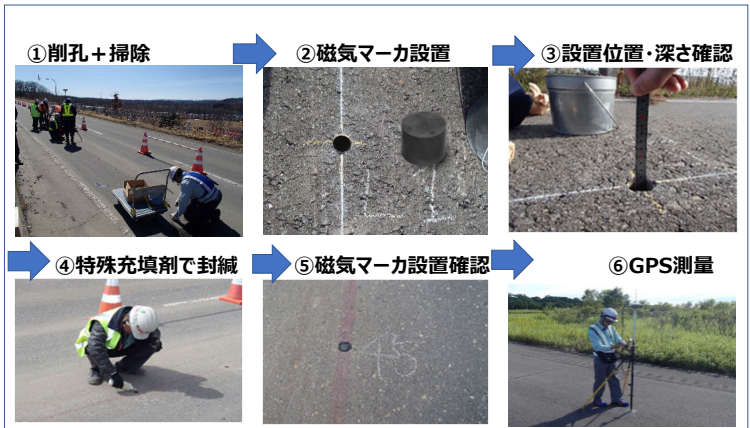 ①削孔+掃除
②磁気マーカ設置
③設置位置・深さ確認
④特殊充填剤で封緘
⑤磁気マーカ設置確認
45
⑥GPS測量